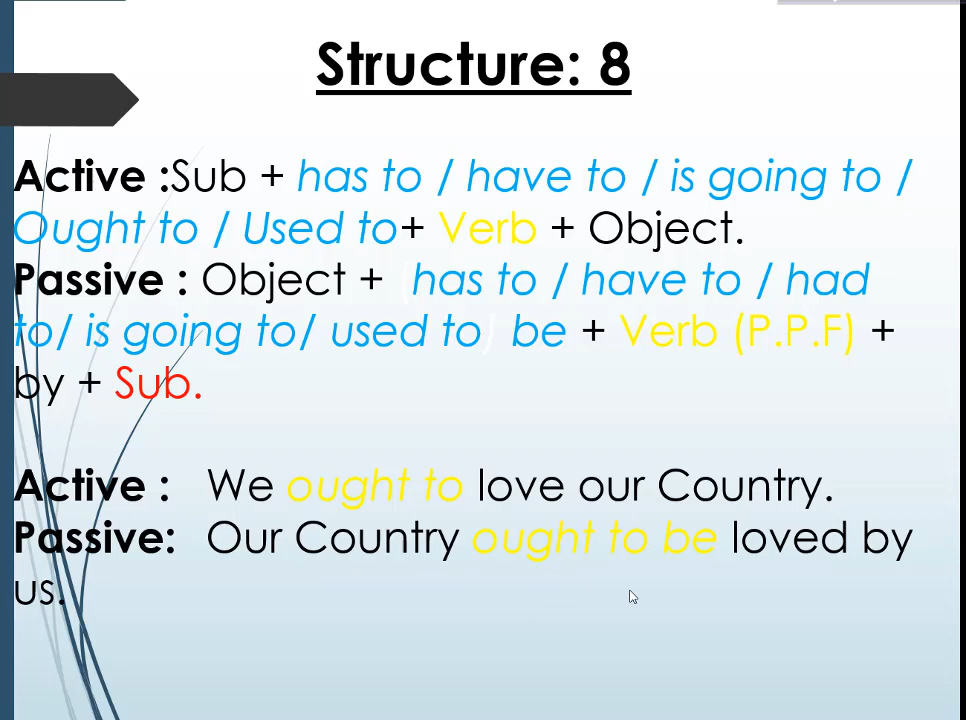 Structure: 8
Active :Sub + has to / have to / is going to /
Ought to / Used to+ Verb + Object.
Passive : Object + (has to / have to / had
to/ is going to/ used to) be + Verb (P.P.F) +
by + Sub.
Active : We ought to love our Country.
Passive: Our Country ought to be loved by
us.